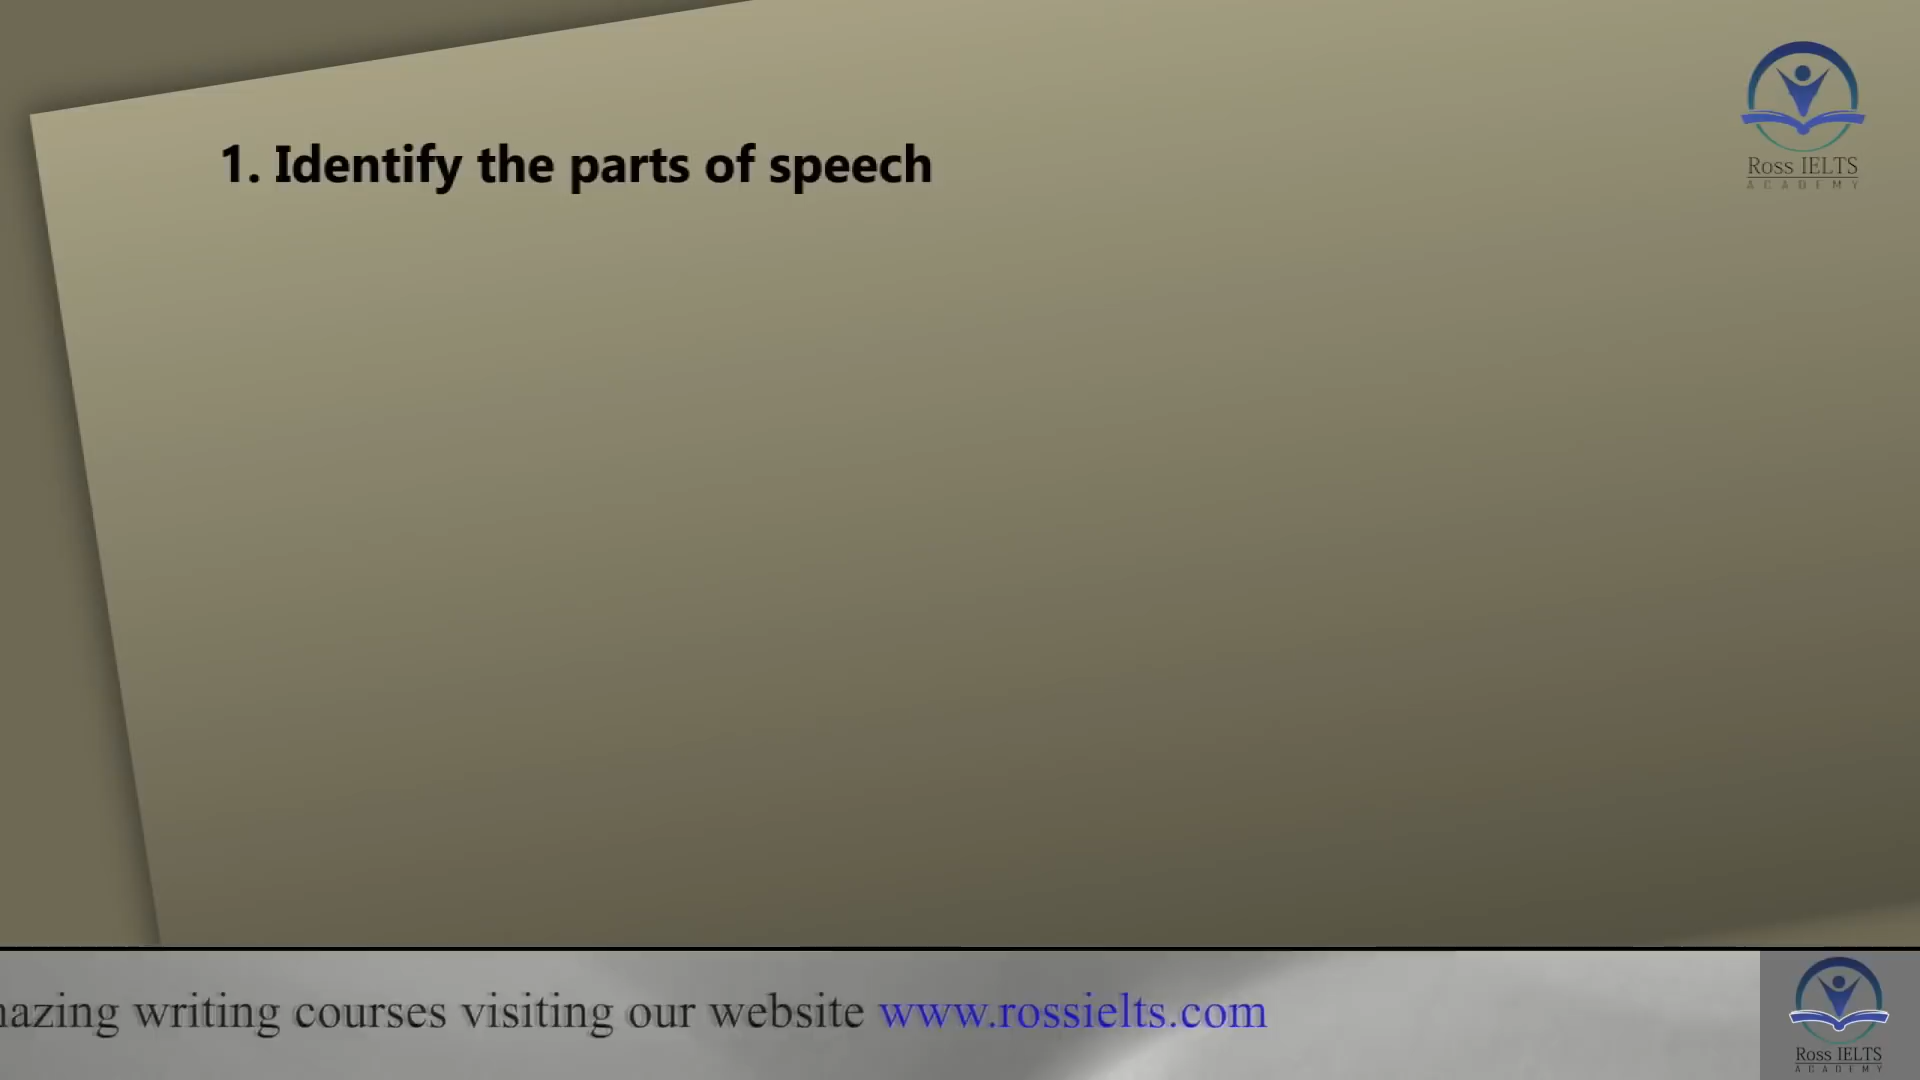 Ross IELTS
ACADEMY
1. Identify the parts of speech
writing courses visiting our website www.rossielts.com
Ross IELTS
ACADEMY